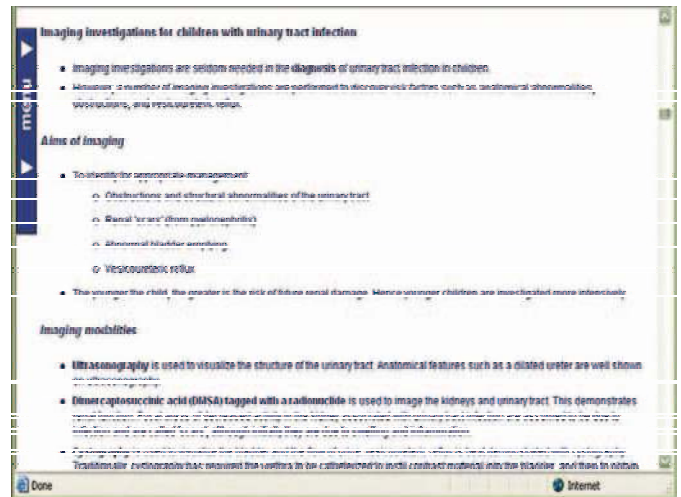 Imaging investigations for children with urinary tract infection
menu
Imaging investigations are seldom needed in the diagnosis of urinary tract infection in children.
However, a number of imaging investigations are performed to discover risk factors such as anatomical abnormalities,
obstructions, and vesicoureteric reflux.
Aims of imaging
To identify for appropriate management
Obstructions and structural abnormalities of the urinary tract
Renal 'scars' (from pyelonephritis)
Abnormal bladder emptying
Vesicoureteric reflux
The younger the child, the greater is the risk of future renal damage. Hence younger children are investigated more intensively.
Imaging modalities
Ultrasonography is used to visualize the structure of the urinary tract. Anatomical features such as a dilated ureter are well shown
on ultrasonography.
Dimercaptosuccinic acid (DMSA) tagged with a radionuclide is used to image the kidneys and urinary tract. This demonstrates
Traditionally, cystography has required the urethra to be catheterized to instil contrast material into the bladder, and then to obtain
Done
Internet